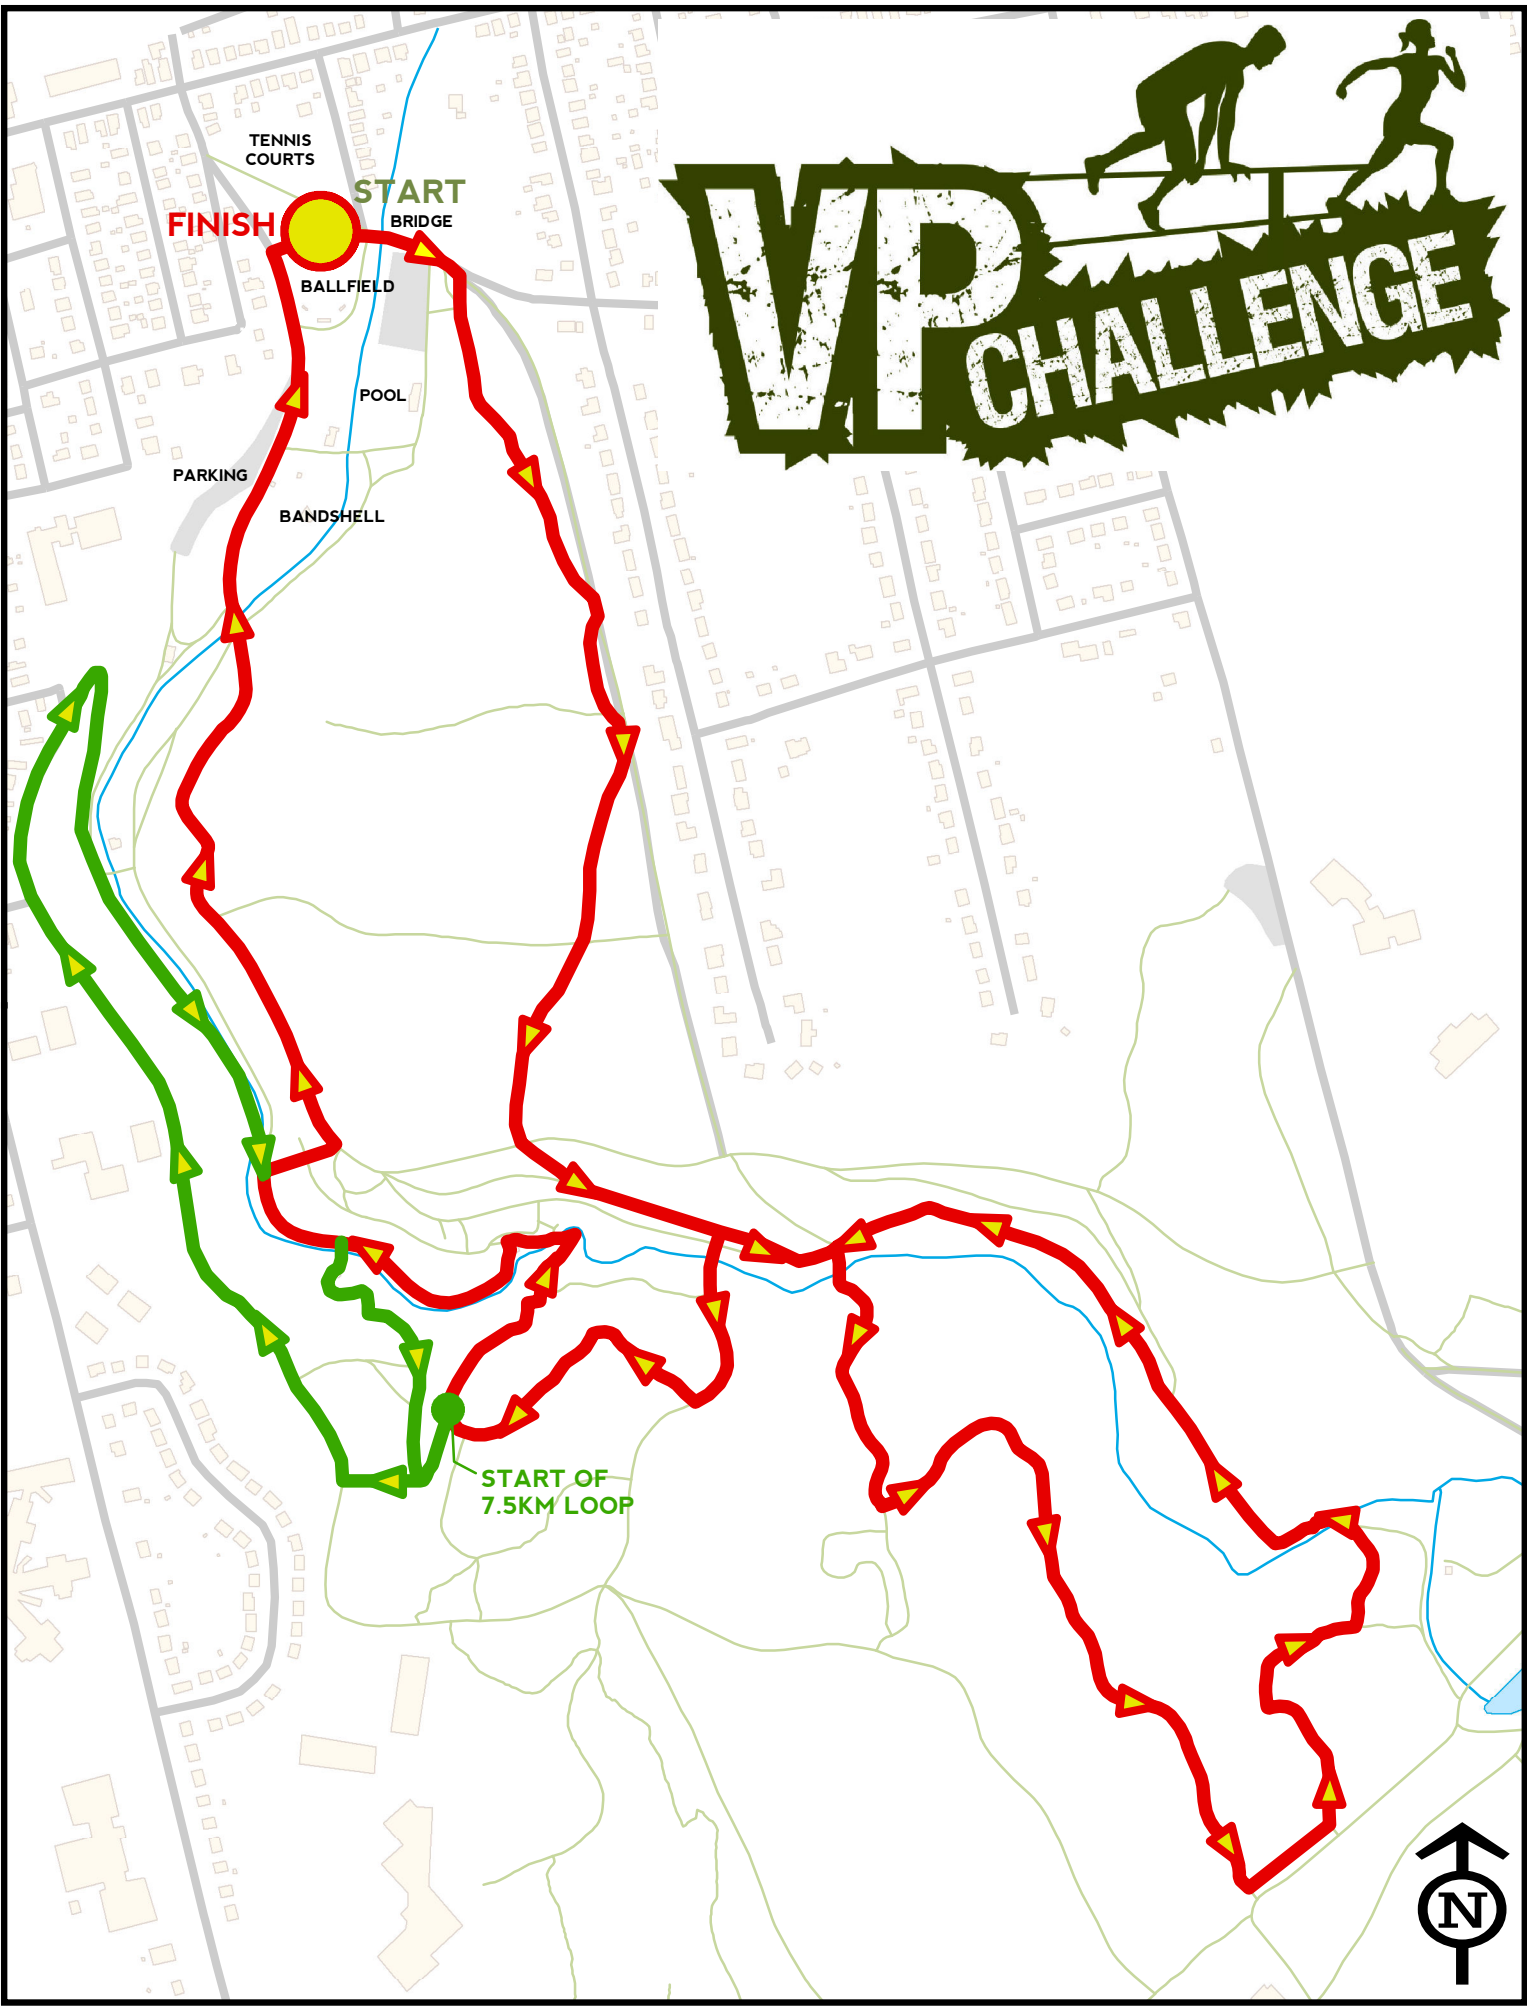 VP
CHALLENGE
TENNIS
COURTS
START
FINISH
BRIDGE
BALLFIELD
POOL
PARKING
BANDSHELL
START OF
7.5KM LOOP
N